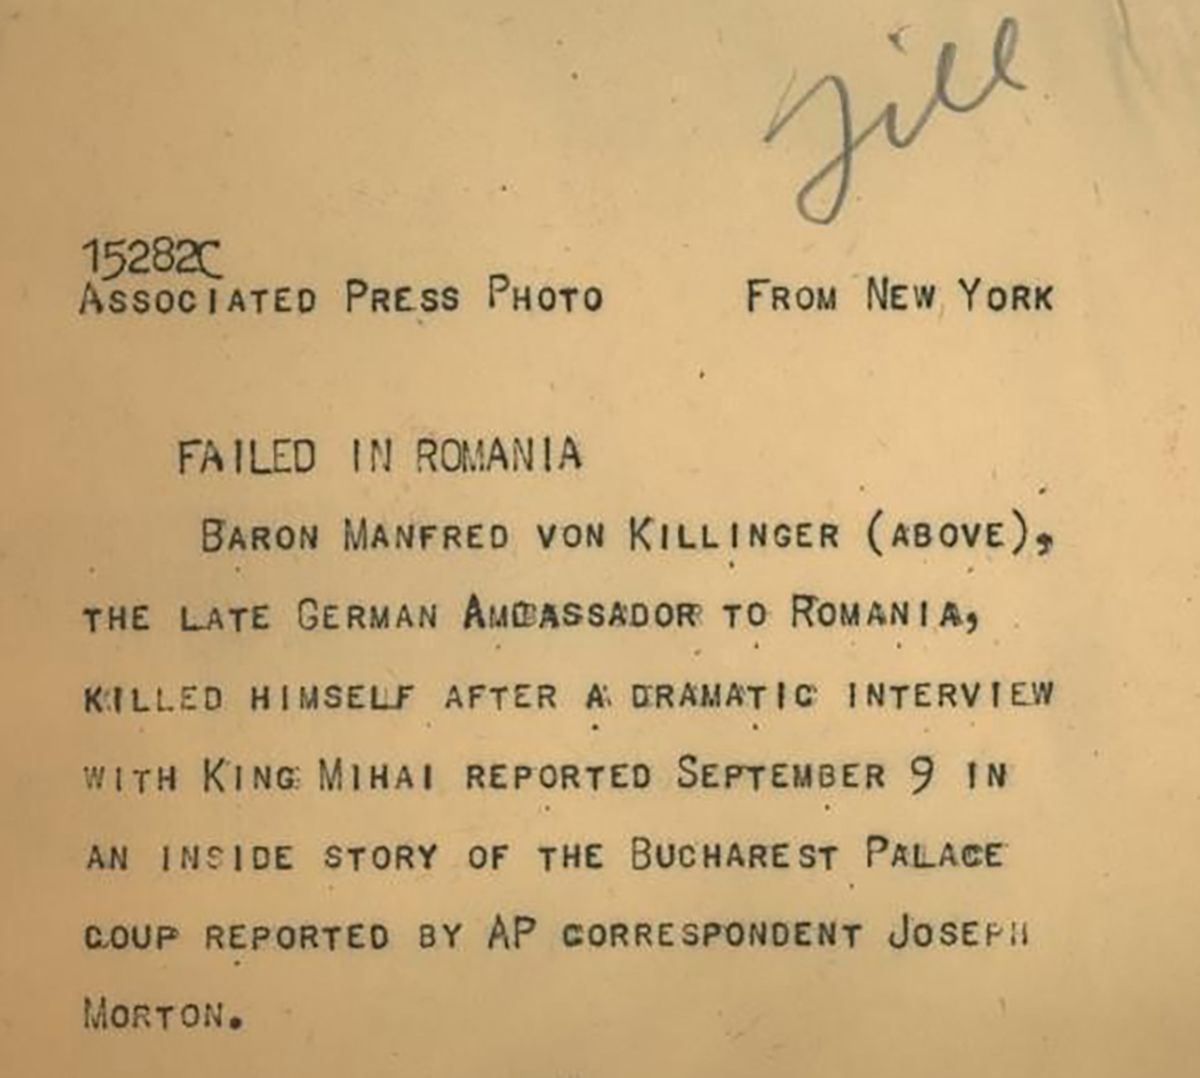 15282C
Associated Press Photo From New York
FAILED IN ROMANIA
Baron Manfred von Killinger (above),
the late German Ambassador to Romania,
killed himself after a dramatic interview
with King Mihai reported September 9 in
an inside story of the Bucharest Palace
coup reported by AP correspondent Joseph
Morton.